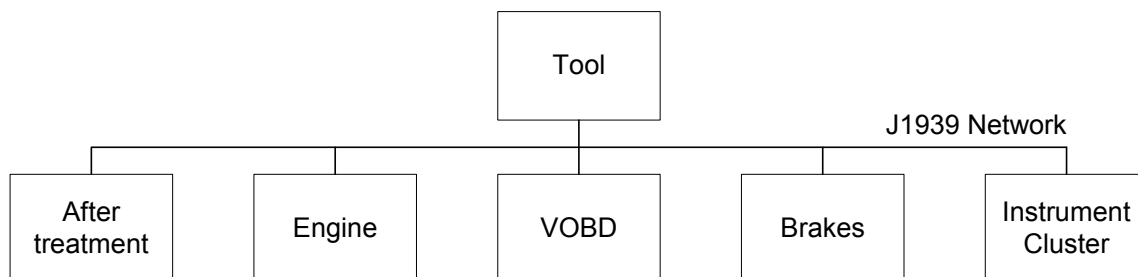 Tool
J1939 Network
After
treatment
Engine
VOBD
Brakes
Instrument
Cluster